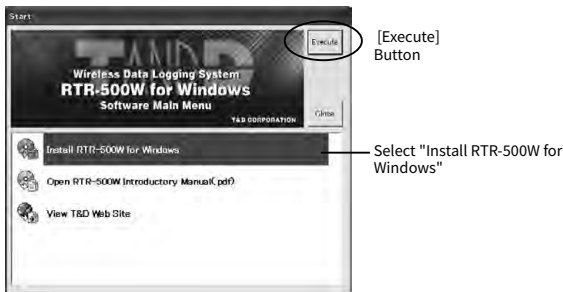 Start
T AND D
Wireless Data Logging System
RTR-500W for Windows
Software Main Menu
T&D CORPORATION
Execute
Close
[Execute]
Button
Install RTR-500W for Windows
Open RTR-500W Introductory Manual(.pdf)
View T&D Web Site
Select "Install RTR-500W for
Windows"